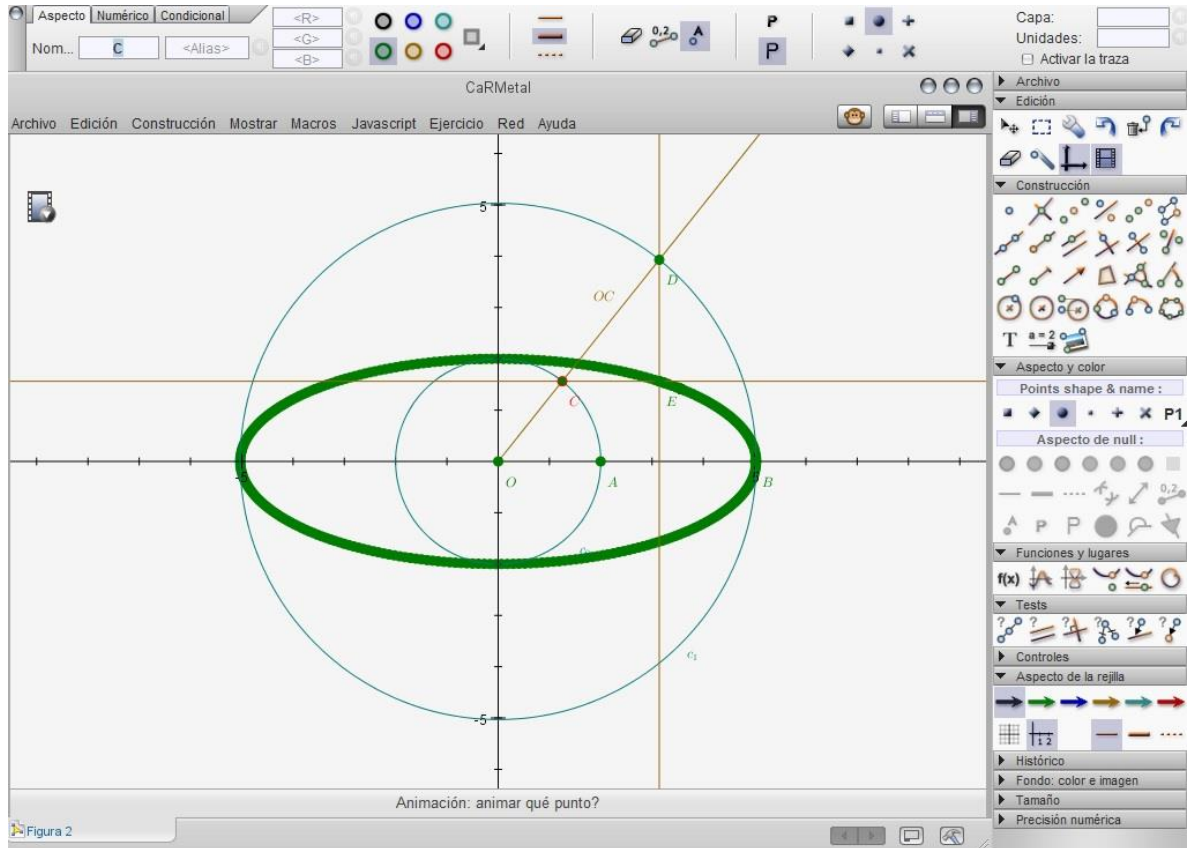 Aspecto Numérico Condicional
Nom... C <Alias>
<R>
<G>
<B>
0,2
A
P
P
Capa:
Unidades:
Activar la traza
CaRMetal
Archivo Edición Construcción Mostrar Macros Javascript Ejercicio Red Ayuda
5
D
OC
C
E
O
A
B
c1
-5
Animación: animar qué punto?
Figura 2
Archivo
Edición
Construcción
T a = 2
Aspecto y color
Points shape & name :
P1
Aspecto de null :
0,2
A P P
Funciones y lugares
f(x)
Tests
? ? ? ? ? ?
Controles
Aspecto de la rejilla
1 2
Histórico
Fondo: color e imagen
Tamaño
Precisión numérica